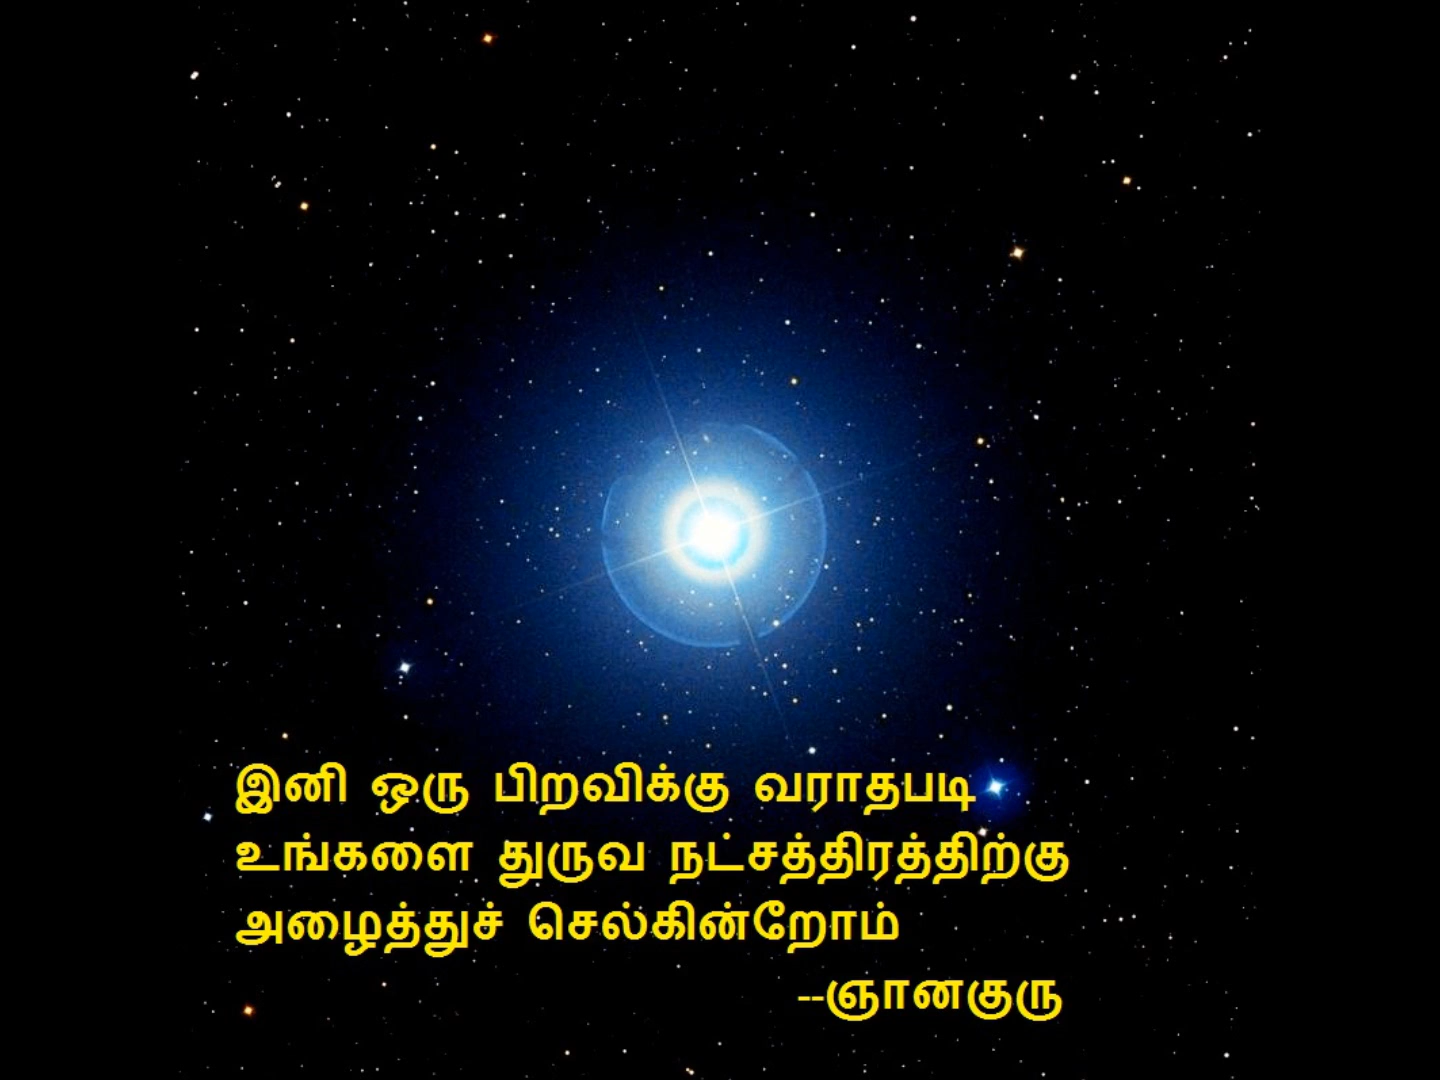 இனி ஒரு பிறவிக்கு வராதபடி
உங்களை துருவ நட்சத்திரத்திற்கு
அழைத்துச் செல்கின்றோம்
--ஞானகுரு